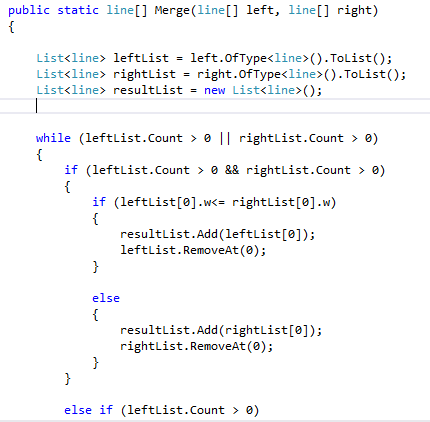 public static line[] Merge(line[] left, line[] right)
{
List<line> leftList = left.OfType<line>().ToList();
List<line> rightList = right.OfType<line>().ToList();
List<line> resultList = new List<line>();
while (leftList.Count > 0 || rightList.Count > 0)
{
if (leftList.Count > 0 && rightList.Count > 0)
{
if (leftList[0].w<= rightList[0].w)
{
resultList.Add(leftList[0]);
leftList.RemoveAt(0);
}
else
{
resultList.Add(rightList[0]);
rightList.RemoveAt(0);
}
}
else if (leftList.Count > 0)